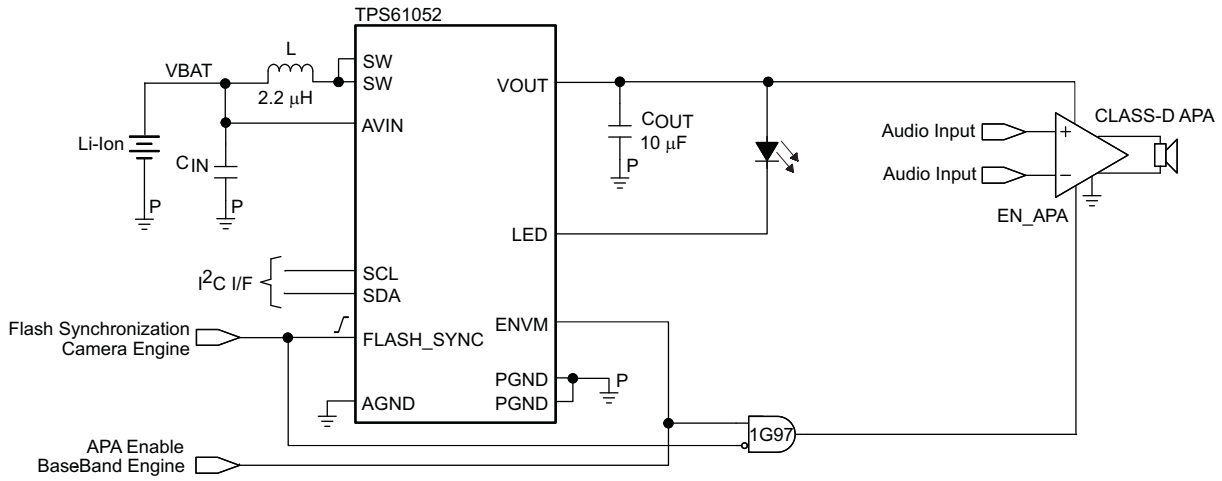 TPS61052
L
VBAT
2.2 μH
SW
SW
AVIN
VOUT
COUT
10 μF
P
CLASS-D APA
Audio Input
+
Audio Input
−
EN_APA
Li-Ion
CIN
P
P
LED
I2C I/F
SCL
SDA
ENVM
Flash Synchronization
Camera Engine
FLASH_SYNC
PGND
PGND
P
AGND
1G97
APA Enable
BaseBand Engine